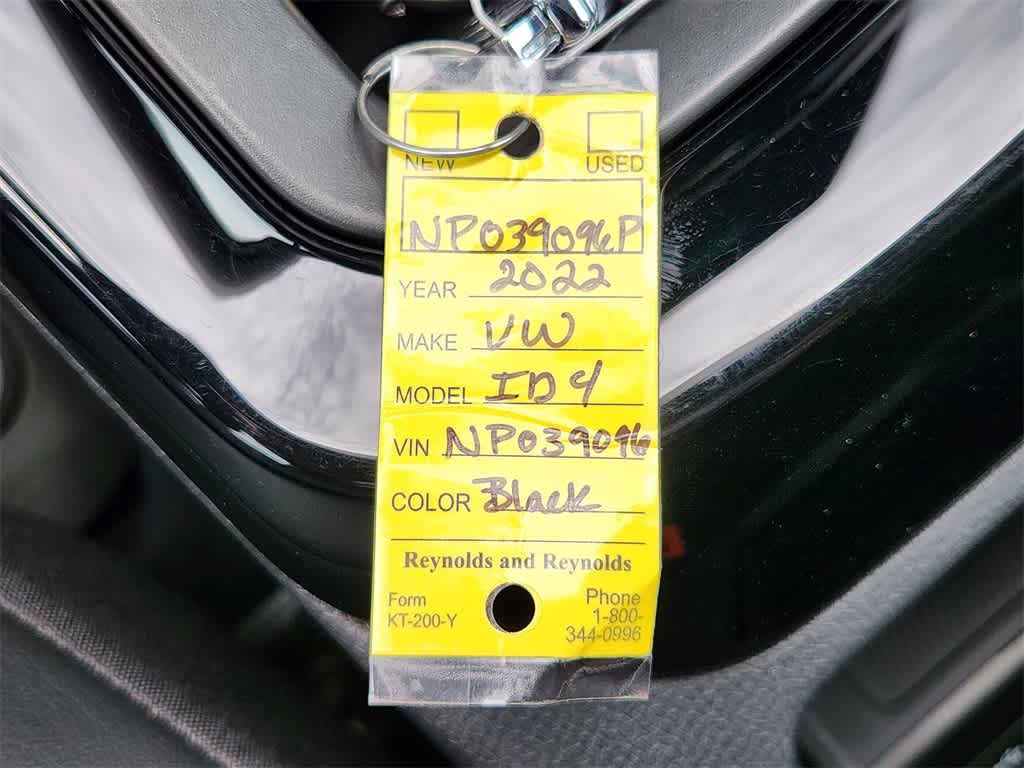 NEW USED
NP039096P
YEAR 2022
MAKE VW
MODEL ID4
VIN NP039096
COLOR Black
Reynolds and Reynolds
Form Phone
KT-200-Y 1-800-
344-0996